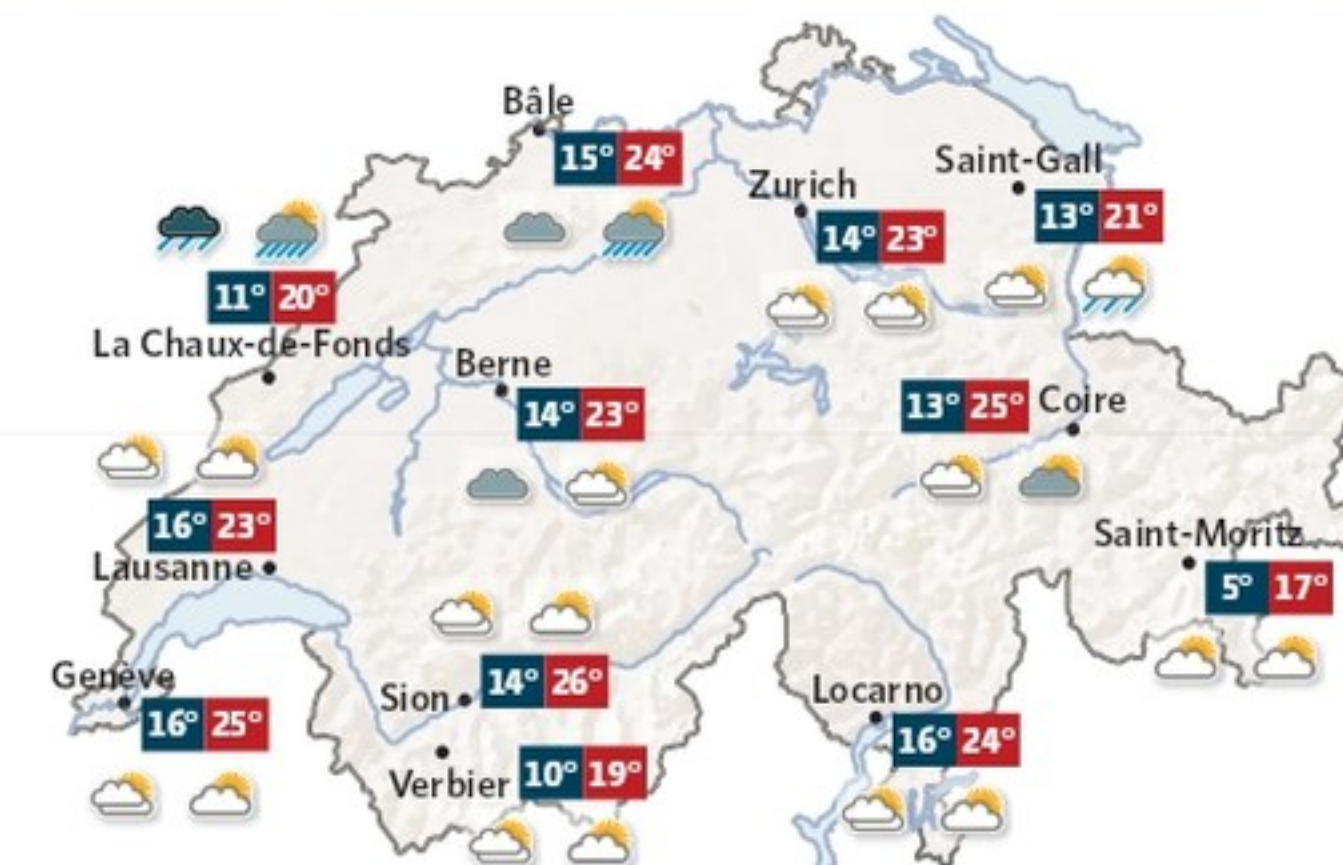 Bâle
15° 24°
Saint-Gall
Zurich
13° 21°
14° 23°
11° 20°
La Chaux-de-Fonds
Berne
14° 23°
13° 25° Coire
16° 23°
Saint-Moritz
Lausanne
5° 17°
Genève
14° 26°
Sion
Locarno
16° 25°
16° 24°
10° 19°
Verbier